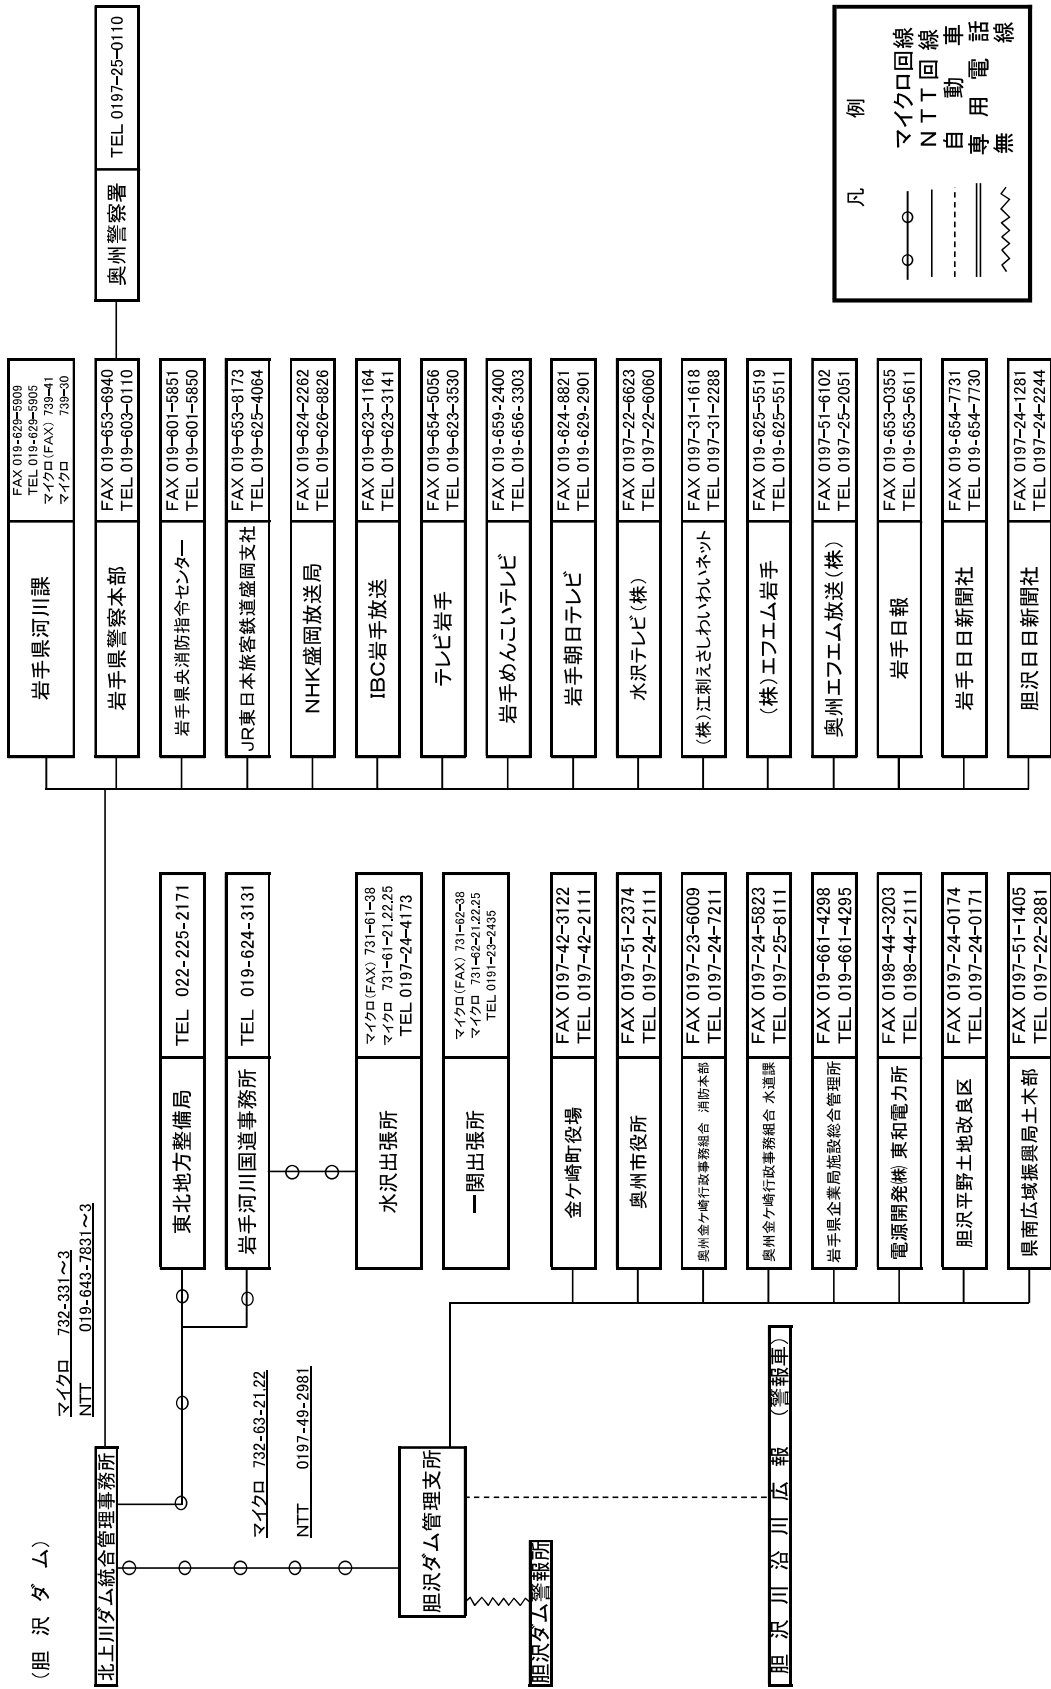 (胆 沢 ダ ム)
北上川ダム統合管理事務所
マイクロ 732-331～3
NTT 019-643-7831～3
マイクロ 732-63-21.22
NTT 0197-49-2981
胆沢ダム管理支所
胆沢ダム警報所
胆 沢 川 沿 川 広 報 (警報車)
東北地方整備局
TEL 022-225-2171
岩手河川国道事務所
TEL 019-624-3131
水沢出張所
マイクロ(FAX) 731-61-38
マイクロ 731-61-21.22.25
TEL 0197-24-4173
一関出張所
マイクロ(FAX) 731-62-38
マイクロ 731-62-21.22.25
TEL 0191-23-2435
金ケ崎町役場
FAX 0197-42-3122
TEL 0197-42-2111
奥州市役所
FAX 0197-51-2374
TEL 0197-24-2111
奥州金ケ崎行政事務組合 消防本部
FAX 0197-23-6009
TEL 0197-24-7211
奥州金ケ崎行政事務組合 水道課
FAX 0197-24-5823
TEL 0197-25-8111
岩手県企業局施設総合管理所
FAX 019-661-4298
TEL 019-661-4295
電源開発㈱ 東和電力所
FAX 0198-44-3203
TEL 0198-44-2111
胆沢平野土地改良区
FAX 0197-24-0174
TEL 0197-24-0171
県南広域振興局土木部
FAX 0197-51-1405
TEL 0197-22-2881
岩手県河川課
FAX 019-629-5909
TEL 019-629-5905
マイクロ(FAX) 739-41
マイクロ 739-30
岩手県警察本部
FAX 019-653-6940
TEL 019-603-0110
奥州警察署
TEL 0197-25-0110
岩手県央消防指令センター
FAX 019-601-5851
TEL 019-601-5850
JR東日本旅客鉄道盛岡支社
FAX 019-653-8173
TEL 019-625-4064
NHK盛岡放送局
FAX 019-624-2262
TEL 019-626-8826
IBC岩手放送
FAX 019-623-1164
TEL 019-623-3141
テレビ岩手
FAX 019-654-5056
TEL 019-623-3530
岩手めんこいテレビ
FAX 019-659-2400
TEL 019-656-3303
岩手朝日テレビ
FAX 019-624-8821
TEL 019-629-2901
水沢テレビ(株)
FAX 0197-22-6623
TEL 0197-22-6060
(株)江刺えさしわいわいネット
FAX 0197-31-1618
TEL 0197-31-2288
(株)エフエム岩手
FAX 019-625-5519
TEL 019-625-5511
奥州エフエム放送(株)
FAX 0197-51-6102
TEL 0197-25-2051
岩手日報
FAX 019-653-0355
TEL 019-653-5611
岩手日日新聞社
FAX 019-654-7731
TEL 019-654-7730
胆沢日日新聞社
FAX 0197-24-1281
TEL 0197-24-2244
凡 例
マイクロ回線
NTT回線
自 動 車
専 用 電 話
無 線